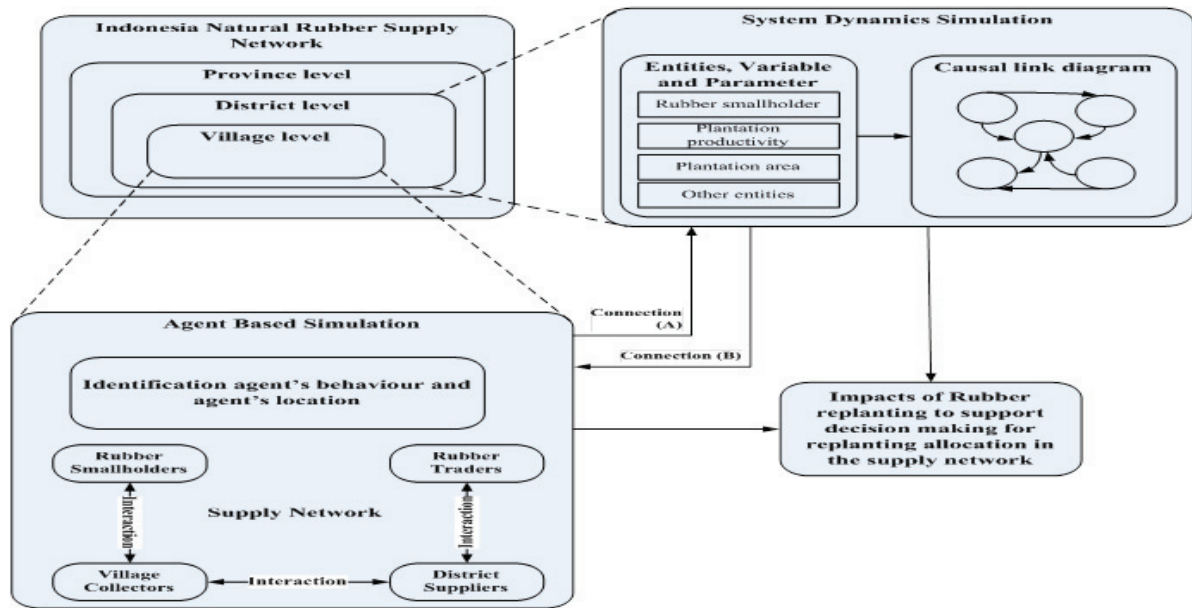 Indonesia Natural Rubber Supply
Network
Province level
District level
Village level
System Dynamics Simulation
Entities, Variable
and Parameter
Rubber smallholder
Plantation
productivity
Plantation area
Other entities
Causal link diagram
Connection
(A)
Connection (B)
Agent Based Simulation
Identification agent's behaviour and
agent's location
Rubber
Smallholders
Rubber
Traders
Interaction
Interaction
Supply Network
Village
Collectors
Interaction
District
Suppliers
Impacts of Rubber
replanting to support
decision making for
replanting allocation in
the supply network